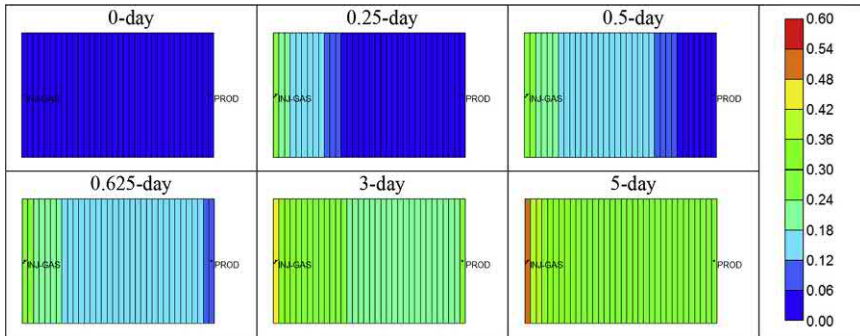 0-day
0.25-day
0.5-day
PROD
INJ-GAS
PROD
INJ-GAS
PROD
0.625-day
3-day
5-day
INJ-GAS
PROD
INJ-GAS
PROD
INJ-GAS
PROD
0.60
0.54
0.48
0.42
0.36
0.30
0.24
0.18
0.12
0.06
0.00